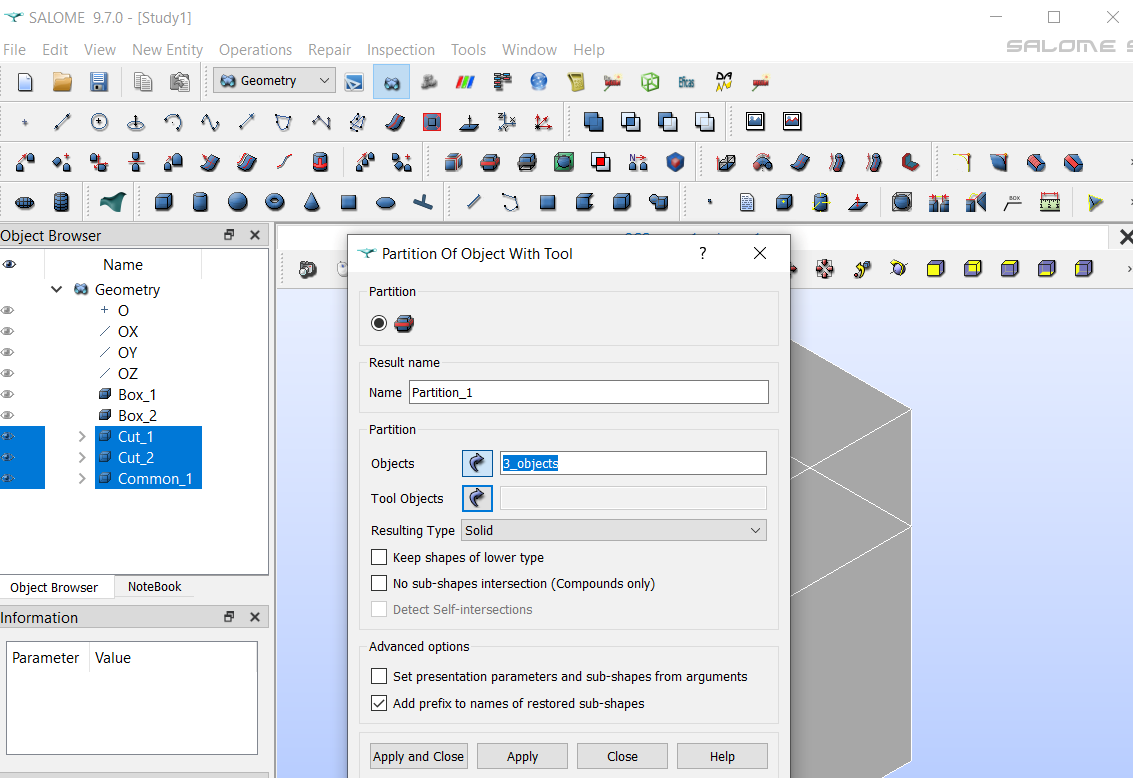 SALOME 9.7.0 - [Study1]
File Edit View New Entity Operations Repair Inspection Tools Window Help
SALOME
Geometry
Eficas
Object Browser
Name
Geometry
O
OX
OY
OZ
Box_1
Box_2
Cut_1
Cut_2
Common_1
Object Browser NoteBook
Information
Parameter Value
Partition Of Object With Tool
?
Partition
Result name
Name Partition_1
Partition
Objects 3_objects
Tool Objects
Resulting Type Solid
Keep shapes of lower type
No sub-shapes intersection (Compounds only)
Detect Self-intersections
Advanced options
Set presentation parameters and sub-shapes from arguments
Add prefix to names of restored sub-shapes
Apply and Close Apply Close Help